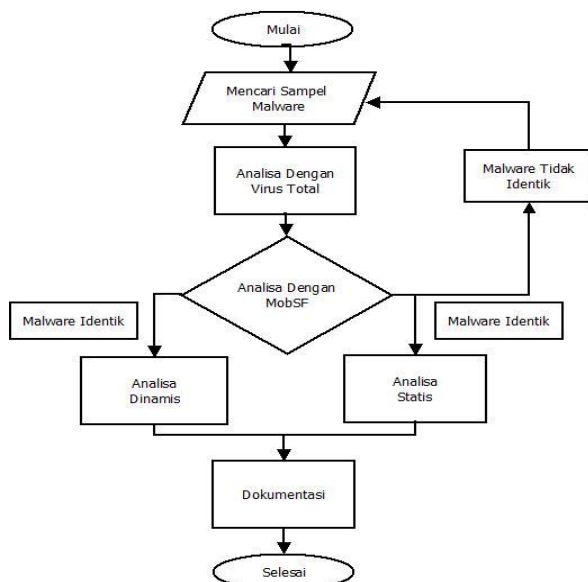 Mulai
Mencari Sampel
Malware
Analisa Dengan
Virus Total
Malware Tidak
Identik
Analisa Dengan
MobSF
Malware Identik
Malware Identik
Analisa
Dinamis
Analisa
Statis
Dokumentasi
Selesai